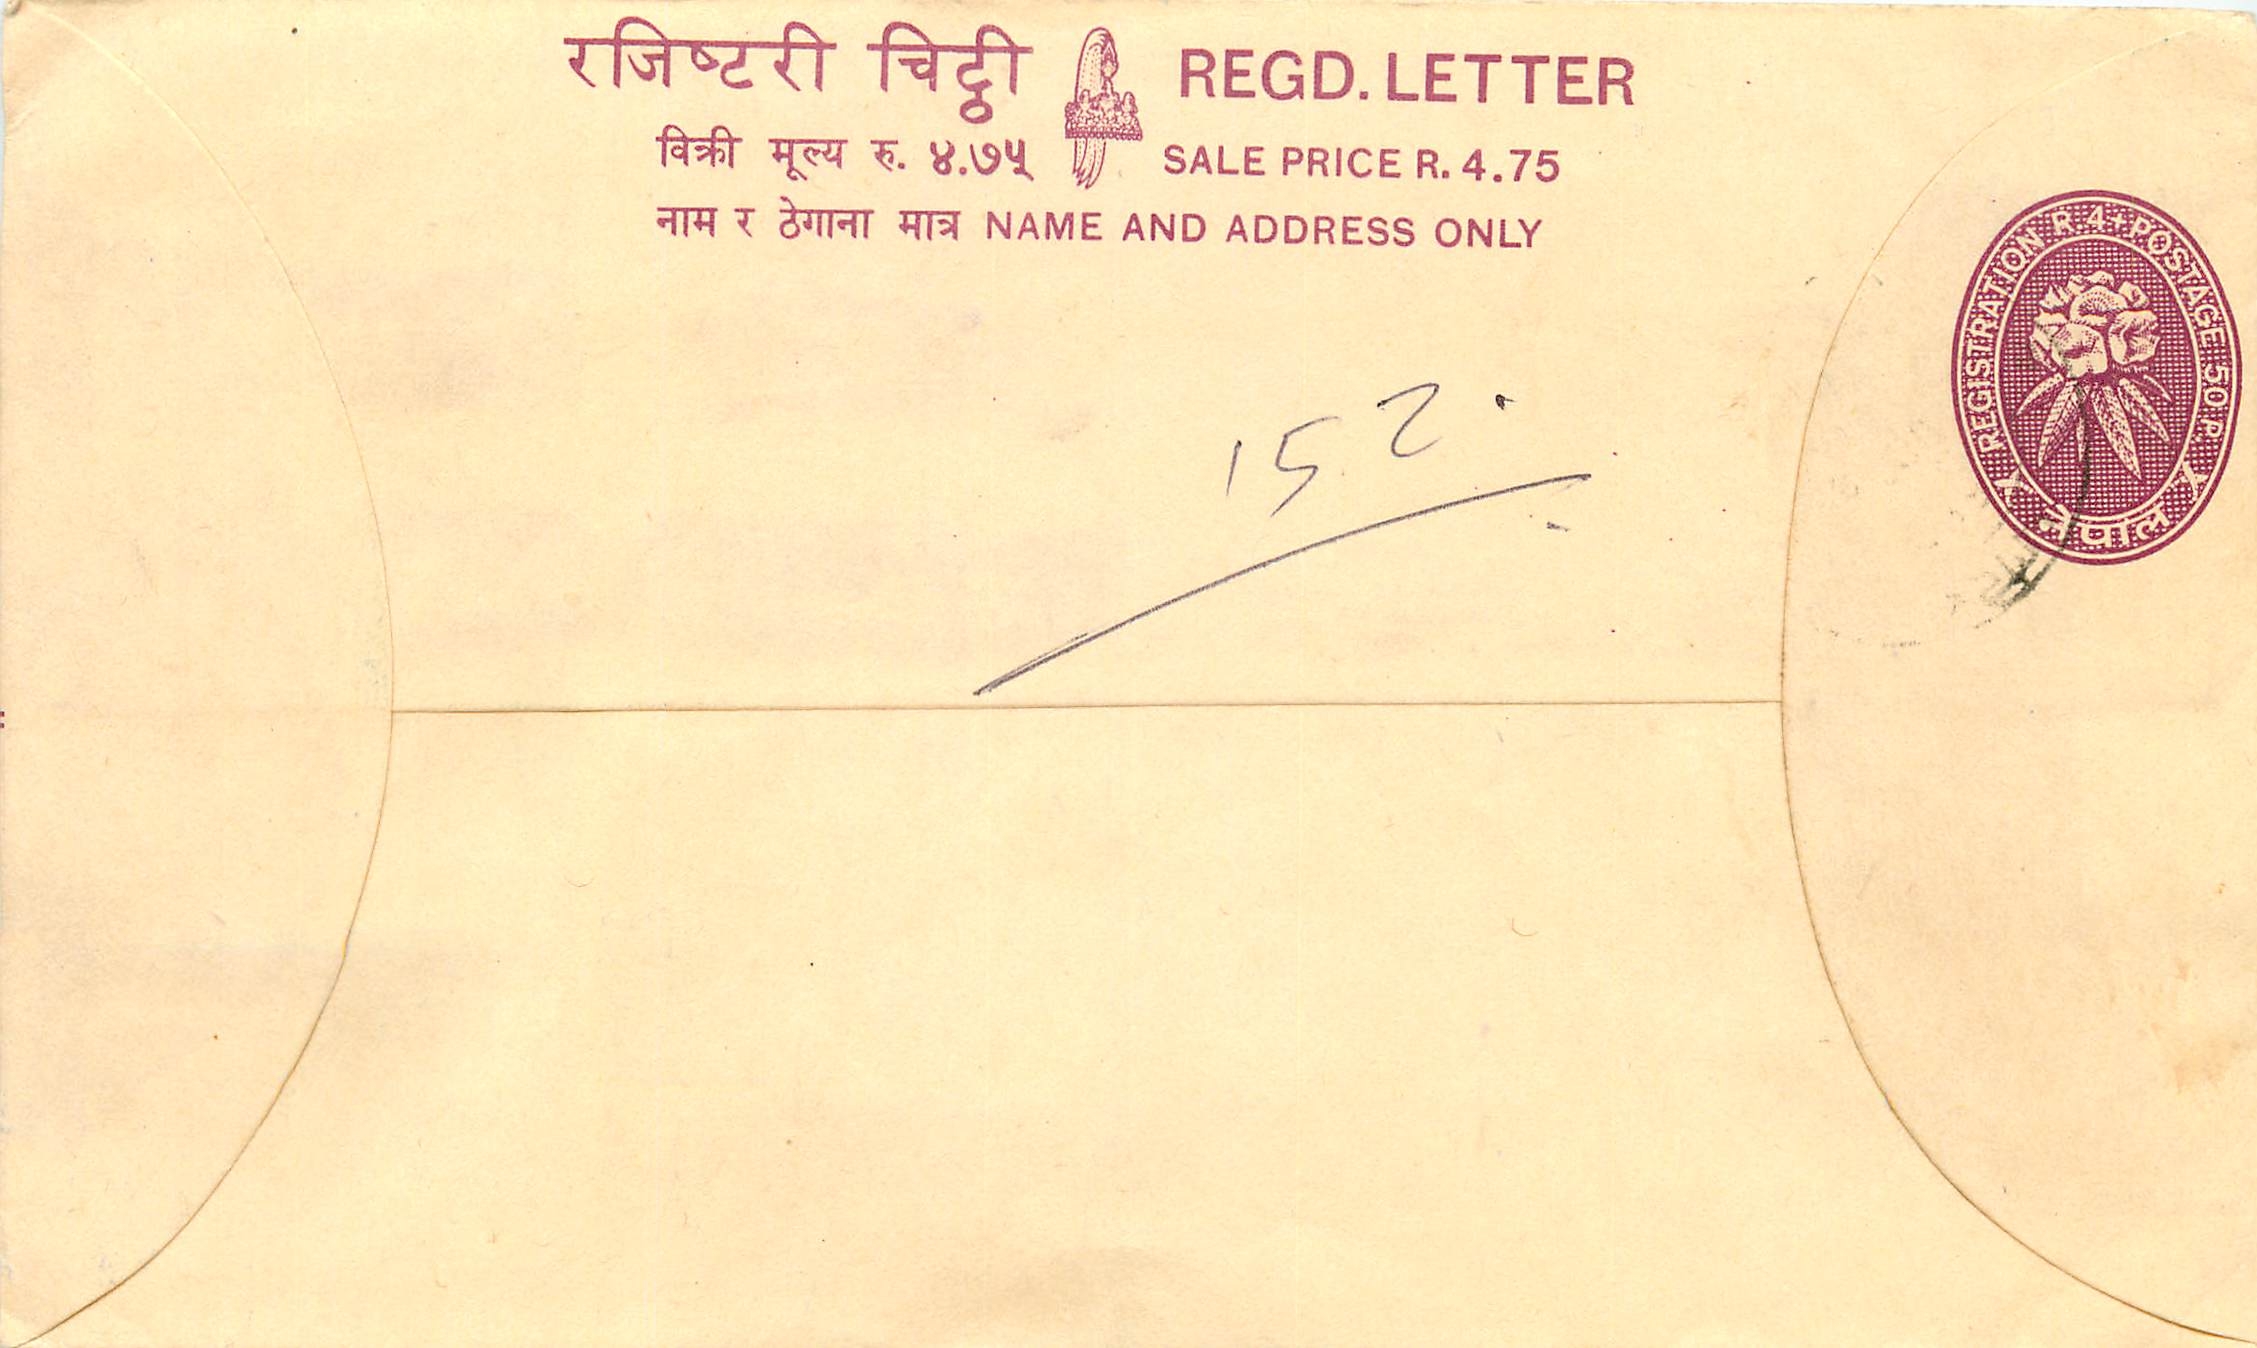 रजिष्टरी चिट्ठी REGD. LETTER
विक्री मूल्य रु. ४.७५ SALE PRICE R. 4.75
नाम र ठेगाना मात्र NAME AND ADDRESS ONLY
REGISTRATION R.4+POSTAGE 50 P.
नेपाल
152.